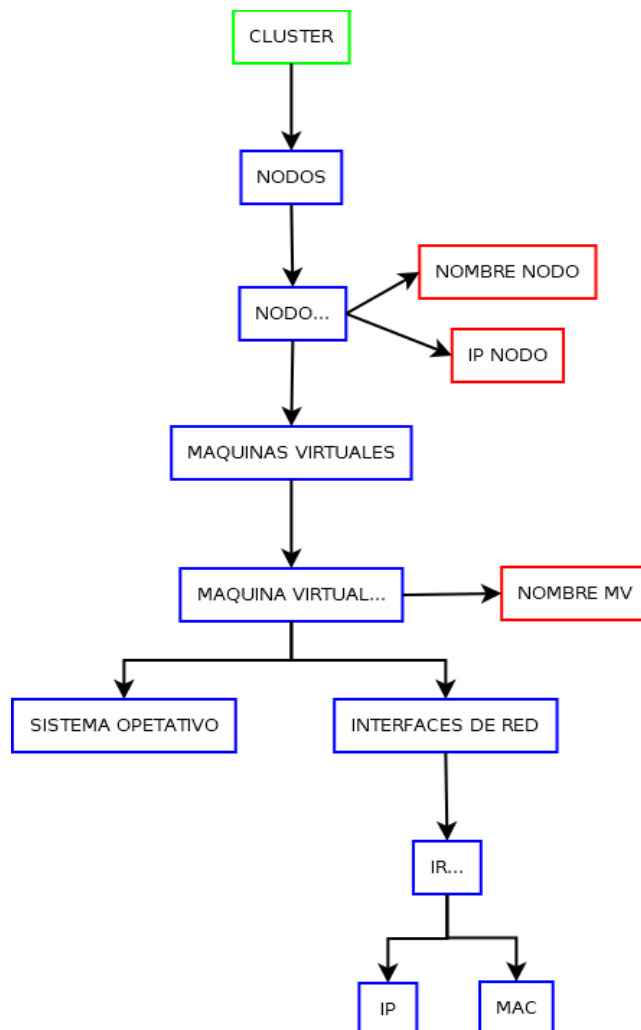 CLUSTER
NODOS
NOMBRE NODO
NODO...
IP NODO
MAQUINAS VIRTUALES
MAQUINA VIRTUAL...
NOMBRE MV
SISTEMA OPETATIVO
INTERFACES DE RED
IR...
IP
MAC